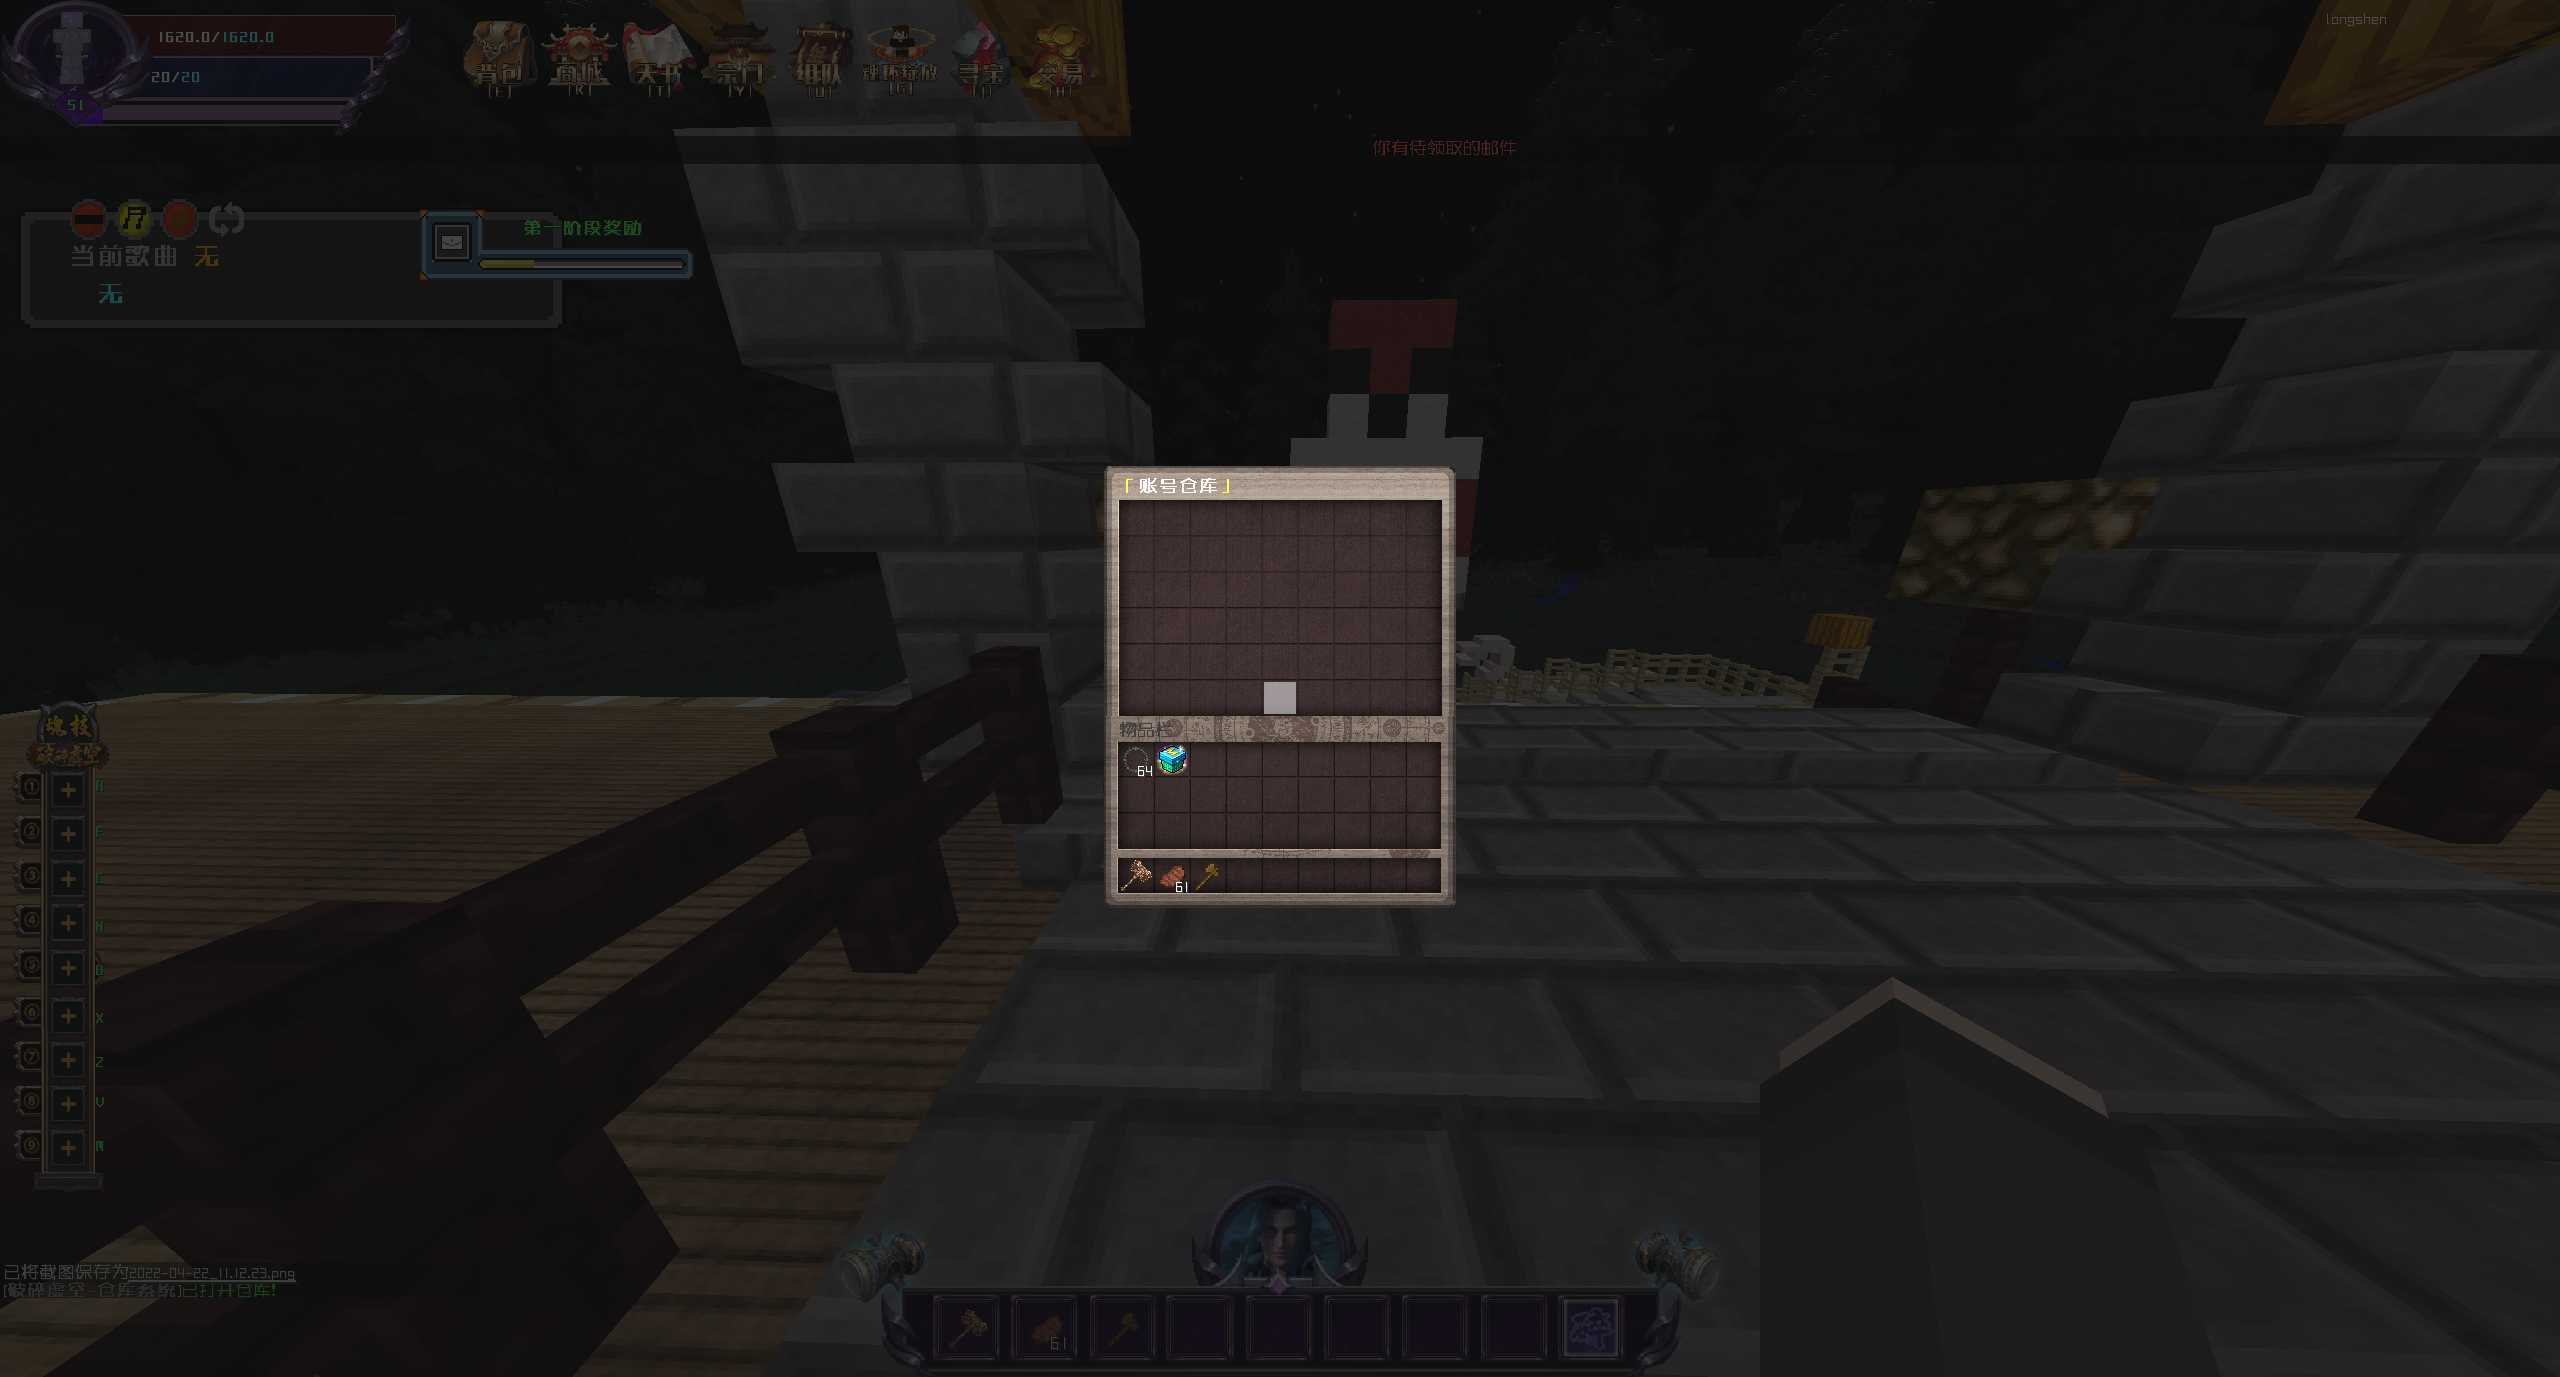 longshen
1620.0/1620.0
20/20
51
背包 商城 天书 宗门 组队 魂环绽放 寻宝 交易
[E] [K] [T] [Y] [U] [G] [J] [H]
你有待领取的邮件
第一阶段奖励
当前歌曲 无
无
「账号仓库」
物品栏
64
61
魂技
破碎虚空
① R
② F
③ C
④ N
⑤ B
⑥ X
⑦ Z
⑧ V
⑨ M
已将截图保存为2022-04-22_11.12.23.png
[破碎虚空-仓库系统]已打开仓库!
61